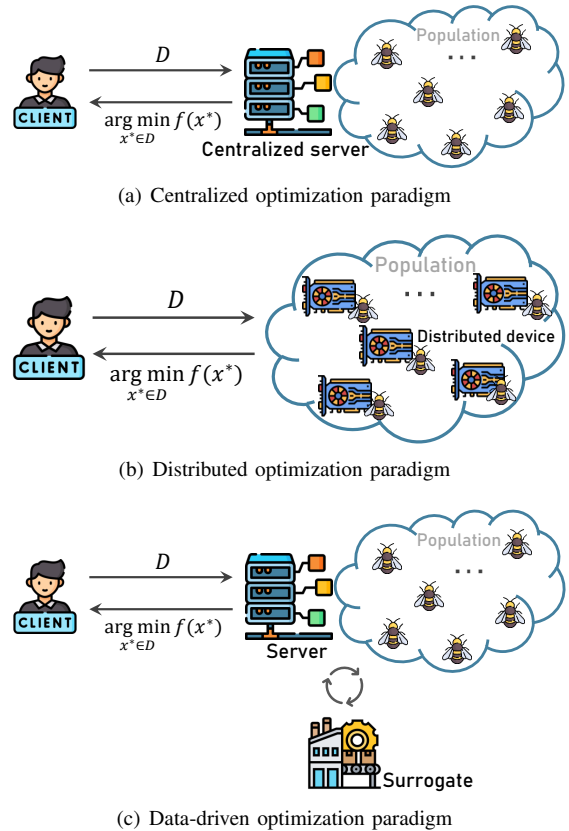 Population
...
D
CLIENT
arg min f(x*)
x*∈D
Centralized server
(a) Centralized optimization paradigm
Population
...
D
Distributed device
CLIENT
arg min f(x*)
x*∈D
(b) Distributed optimization paradigm
Population
...
D
CLIENT
arg min f(x*)
x*∈D
Server
Surrogate
(c) Data-driven optimization paradigm